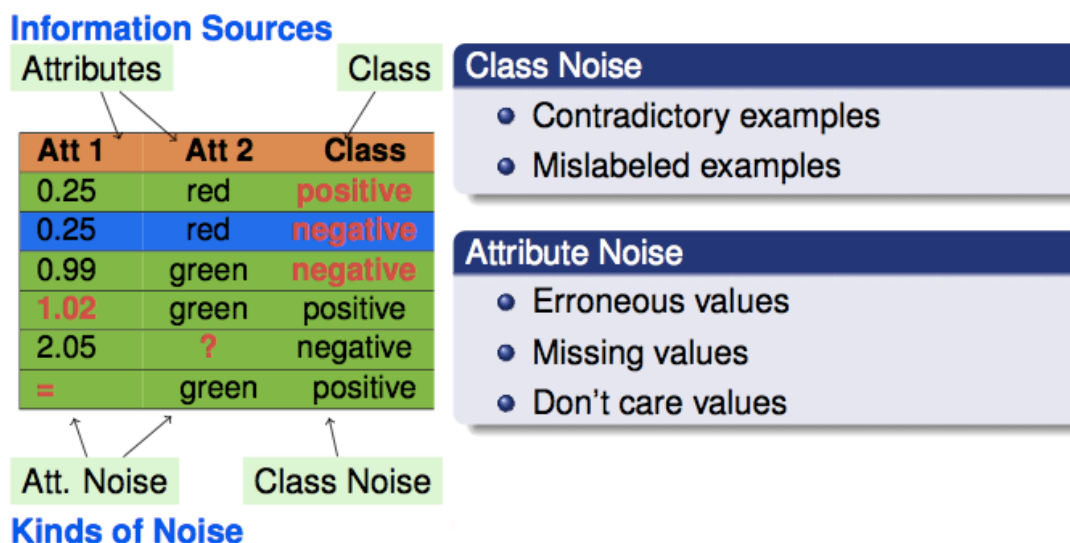 Information Sources
Attributes
Class
Att 1 Att 2 Class
0.25 red positive
0.25 red negative
0.99 green negative
1.02 green positive
2.05 ? negative
= green positive
Att. Noise
Class Noise
Kinds of Noise
Class Noise
Contradictory examples
Mislabeled examples
Attribute Noise
Erroneous values
Missing values
Don't care values